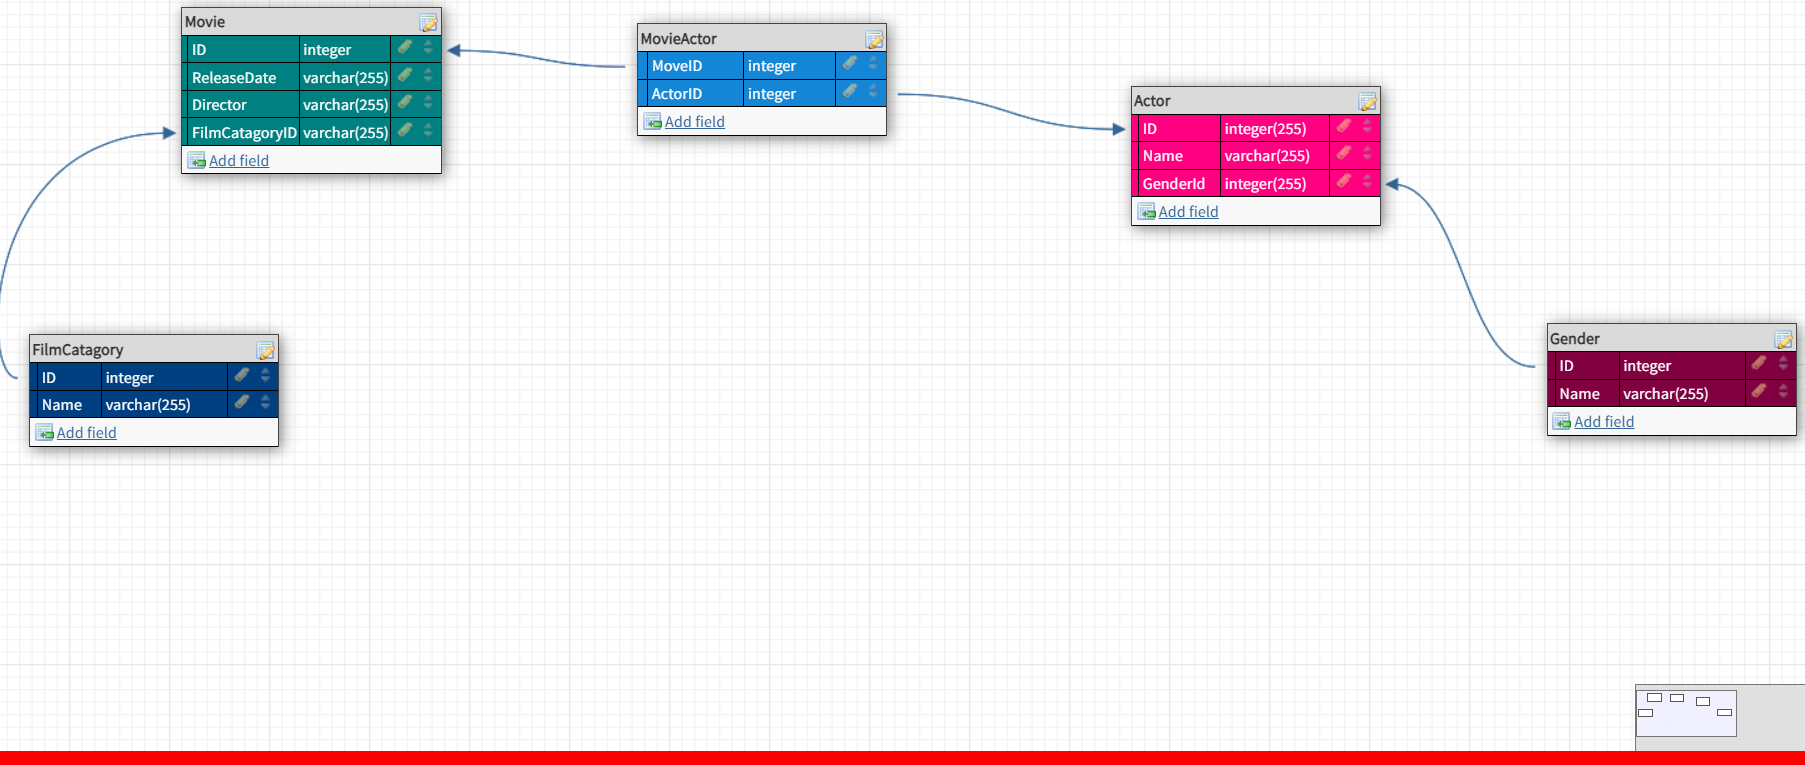 Movie
ID integer
ReleaseDate varchar(255)
Director varchar(255)
FilmCatagoryID varchar(255)
Add field
MovieActor
MoveID integer
ActorID integer
Add field
Actor
ID integer(255)
Name varchar(255)
GenderId integer(255)
Add field
FilmCatagory
ID integer
Name varchar(255)
Add field
Gender
ID integer
Name varchar(255)
Add field